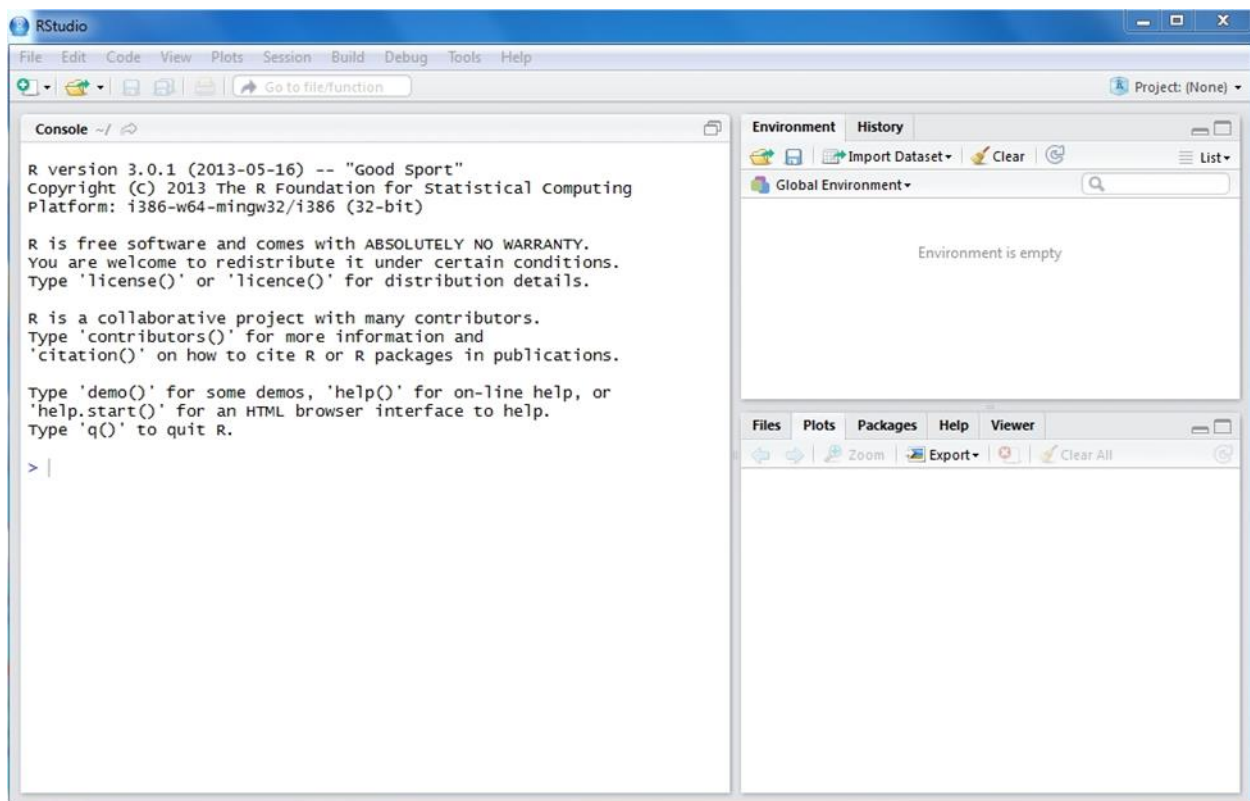 RStudio
File Edit Code View Plots Session Build Debug Tools Help
Go to file/function
Project: (None)
Console ~/
R version 3.0.1 (2013-05-16) -- "Good Sport"
Copyright (C) 2013 The R Foundation for Statistical Computing
Platform: i386-w64-mingw32/i386 (32-bit)
R is free software and comes with ABSOLUTELY NO WARRANTY.
You are welcome to redistribute it under certain conditions.
Type 'license()' or 'licence()' for distribution details.
R is a collaborative project with many contributors.
Type 'contributors()' for more information and
'citation()' on how to cite R or R packages in publications.
Type 'demo()' for some demos, 'help()' for on-line help, or
'help.start()' for an HTML browser interface to help.
Type 'q()' to quit R.
>
Environment History
Import Dataset Clear List
Global Environment
Environment is empty
Files Plots Packages Help Viewer
Zoom Export Clear All